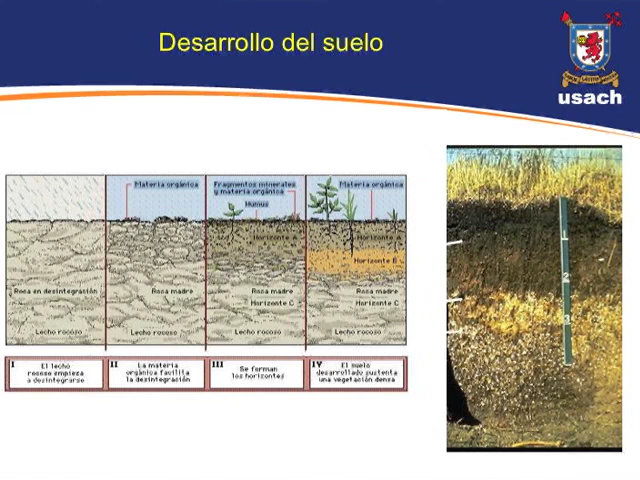 Desarrollo del suelo
usach
Materia orgánica
Fragmentos minerales
y materia orgánica
Humus
Materia orgánica
Horizonte A
Horizonte A
Horizonte B
Roca en desintegración
Roca madre
Roca madre
Horizonte C
Roca madre
Horizonte C
Lecho rocoso
Lecho rocoso
Lecho rocoso
Lecho rocoso
I
El lecho
rocoso empieza
a desintegrarse
II
La materia
orgánica facilita
la desintegración
III
Se forman
los horizontes
IV
El suelo
desarrollado sustenta
una vegetación densa
1
2
3